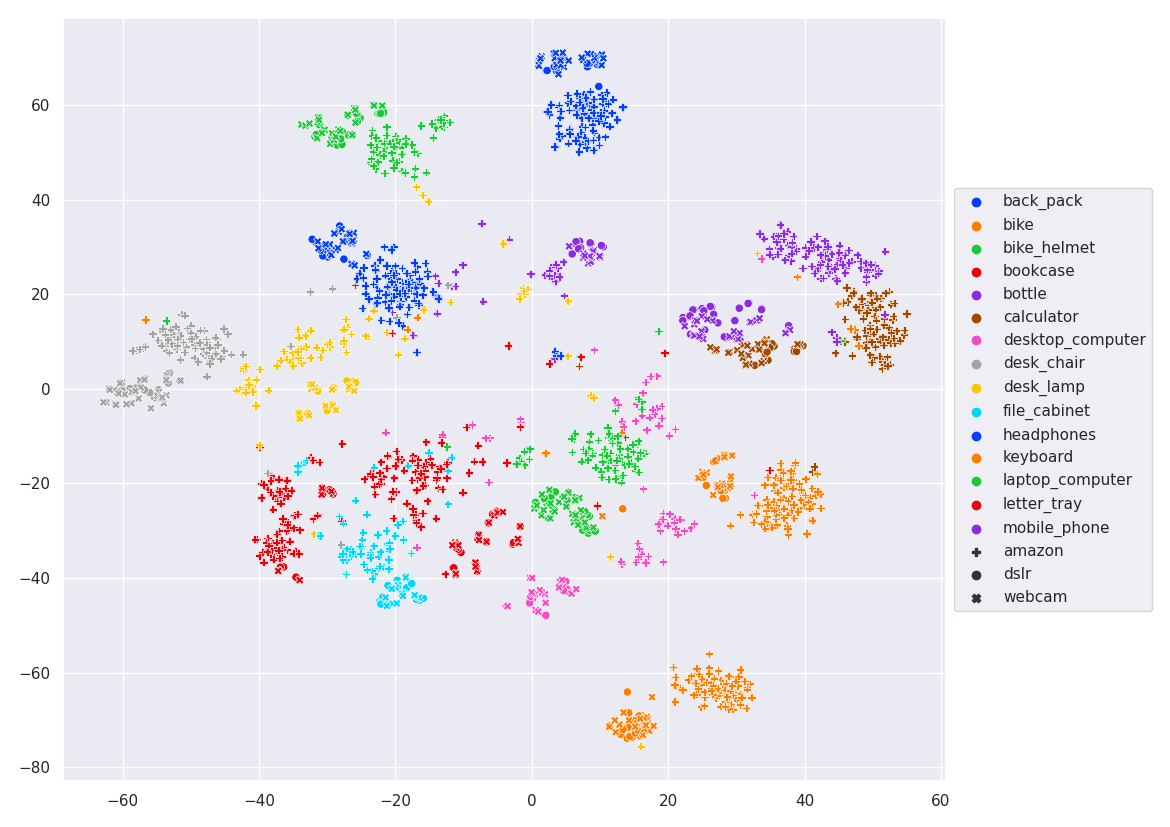 60
40
20
0
−20
−40
−60
−80
−60
−40
−20
0
20
40
60
back_pack
bike
bike_helmet
bookcase
bottle
calculator
desktop_computer
desk_chair
desk_lamp
file_cabinet
headphones
keyboard
laptop_computer
letter_tray
mobile_phone
amazon
dslr
webcam